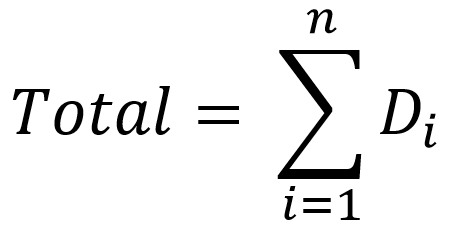 n
Total = ∑ Dᵢ
i=1